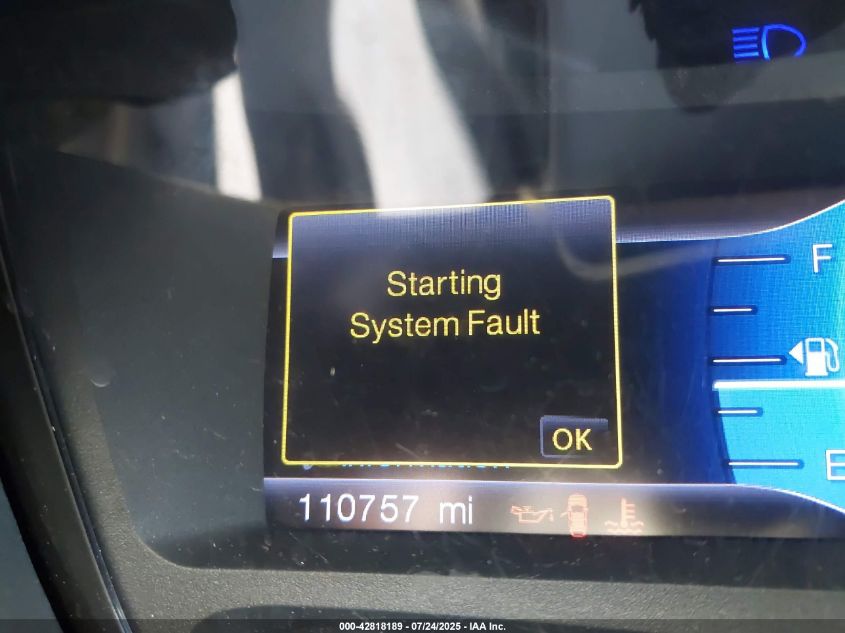 F
Starting
System Fault
OK
E
110757 mi
000-42818189 - 07/24/2025 - IAA Inc.